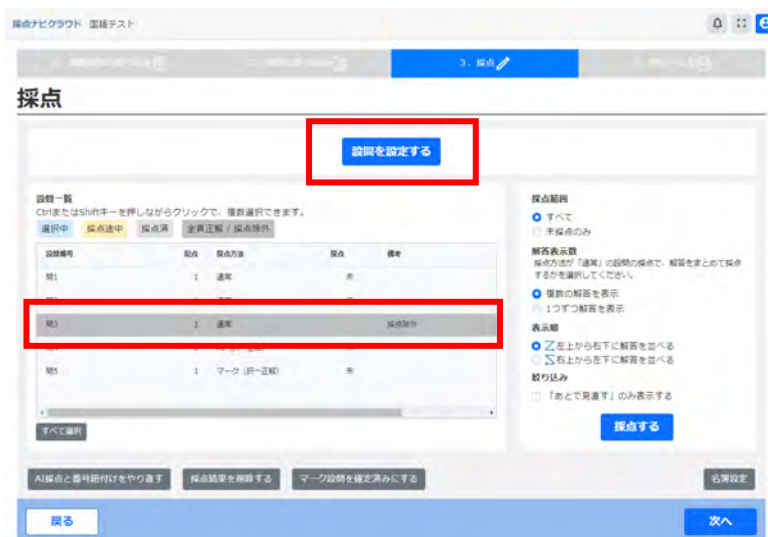 採点ナビクラウド 国語テスト
3. 採点
採点
設問を設定する
設問一覧
CtrlまたはShiftキーを押しながらクリックで、複数選択できます。
選択中 採点途中 採点済 全員正解 / 採点除外
設問番号 配点 採点方法 採点 備考
問1 1 通常 未
問3 1 通常 採点除外
問5 1 マーク (択一正解) 未
すべて選択
採点範囲
すべて
未採点のみ
解答表示数
採点方法が「通常」の設問の採点で、解答をまとめて採点
するかを選択してください。
複数の解答を表示
1つずつ解答を表示
表示順
左上から右下に解答を並べる
右上から左下に解答を並べる
絞り込み
「あとで見直す」のみ表示する
採点する
AI採点と番号紐付けをやり直す 採点結果を削除する マーク設問を確定済みにする 名簿設定
戻る 次へ